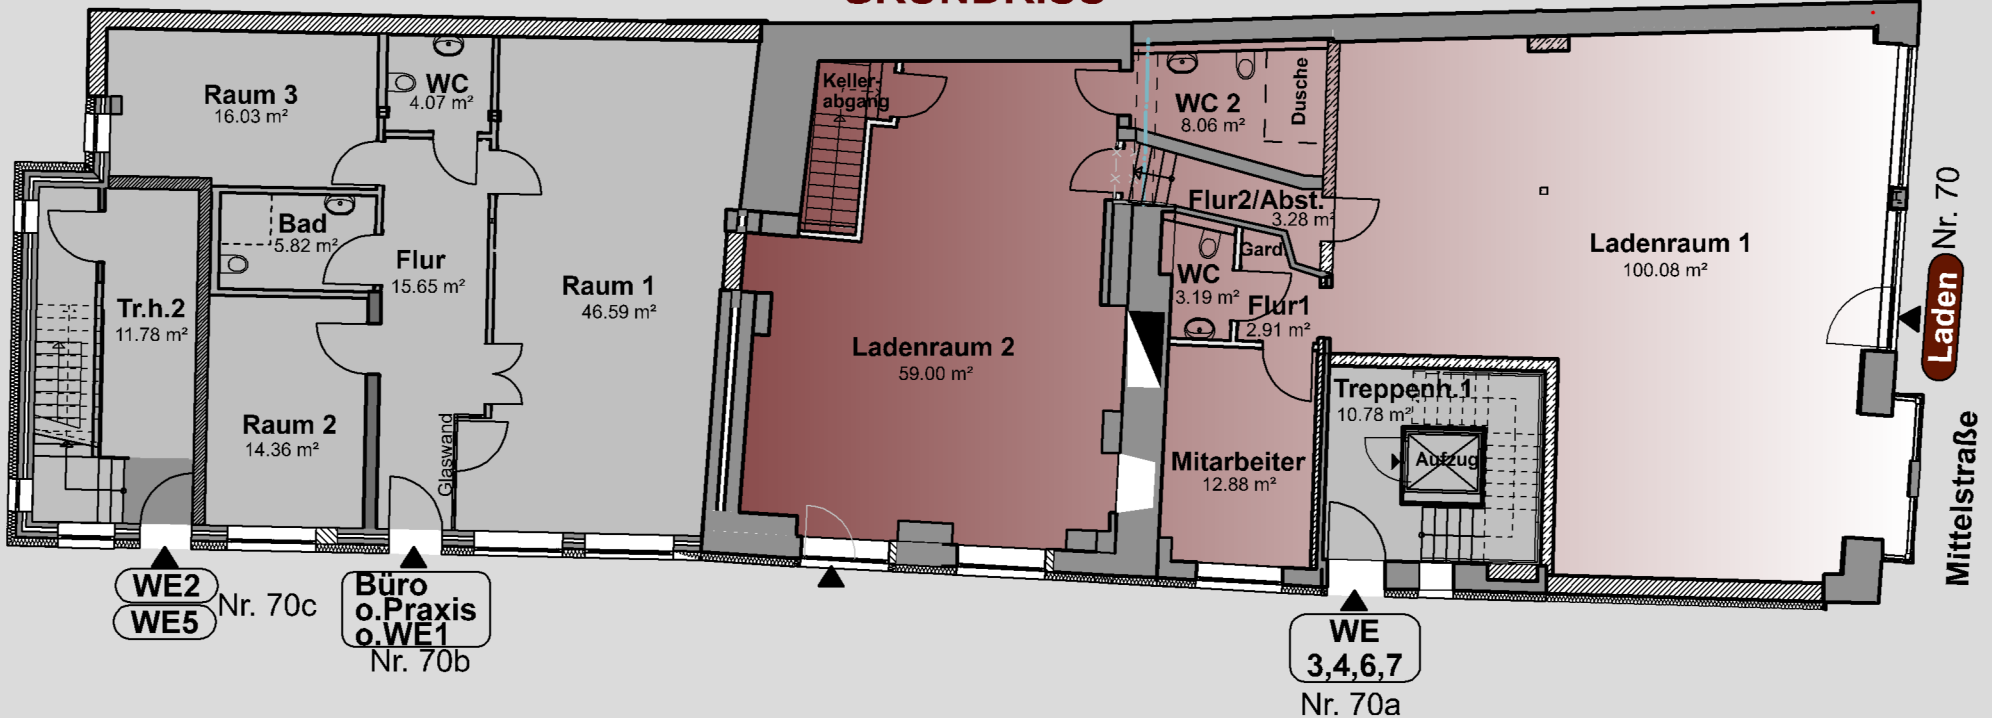 GRUNDRISS
Raum 3
16.03 m²
WC
4.07 m²
Keller-
abgang
WC 2
8.06 m²
Dusche
Bad
5.82 m²
Flur
15.65 m²
Raum 1
46.59 m²
Flur2/Abst.
3.28 m²
Gard.
Ladenraum 1
100.08 m²
Tr.h.2
11.78 m²
WC
3.19 m²
Flur1
2.91 m²
Ladenraum 2
59.00 m²
Raum 2
14.36 m²
Glaswand
Mitarbeiter
12.88 m²
Treppenh.1
10.78 m²
Aufzug
Laden Nr. 70
Mittelstraße
WE2
WE5
Nr. 70c
Büro
o.Praxis
o.WE1
Nr. 70b
WE
3,4,6,7
Nr. 70a